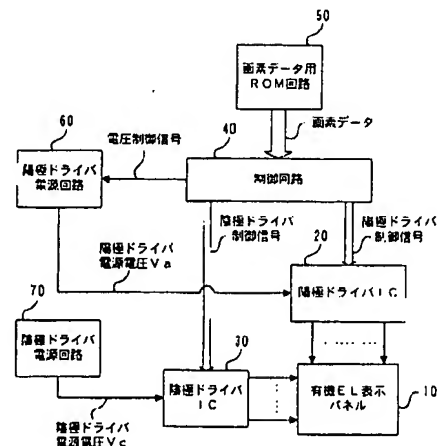 50
画素データ用
ROM回路
60
電圧制御信号
40
画素データ
陽極ドライバ
電源回路
制御回路
陰極ドライバ
制御信号
陽極ドライバ
制御信号
陽極ドライバ
電源電圧Va
20
陽極ドライバIC
70
陰極ドライバ
電源回路
30
陰極ドライバ
IC
有機EL表示
パネル
10
陰極ドライバ
電源電圧Vc